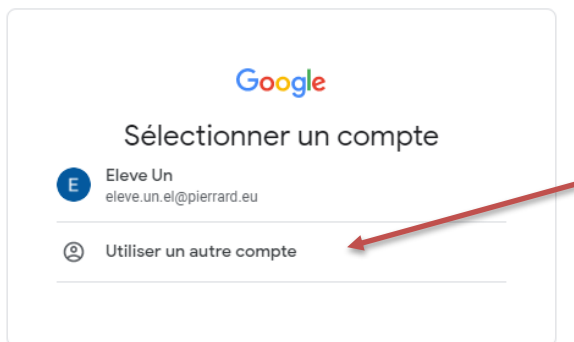 Google
Sélectionner un compte
E
Eleve Un
eleve.un.el@pierrard.eu
Utiliser un autre compte